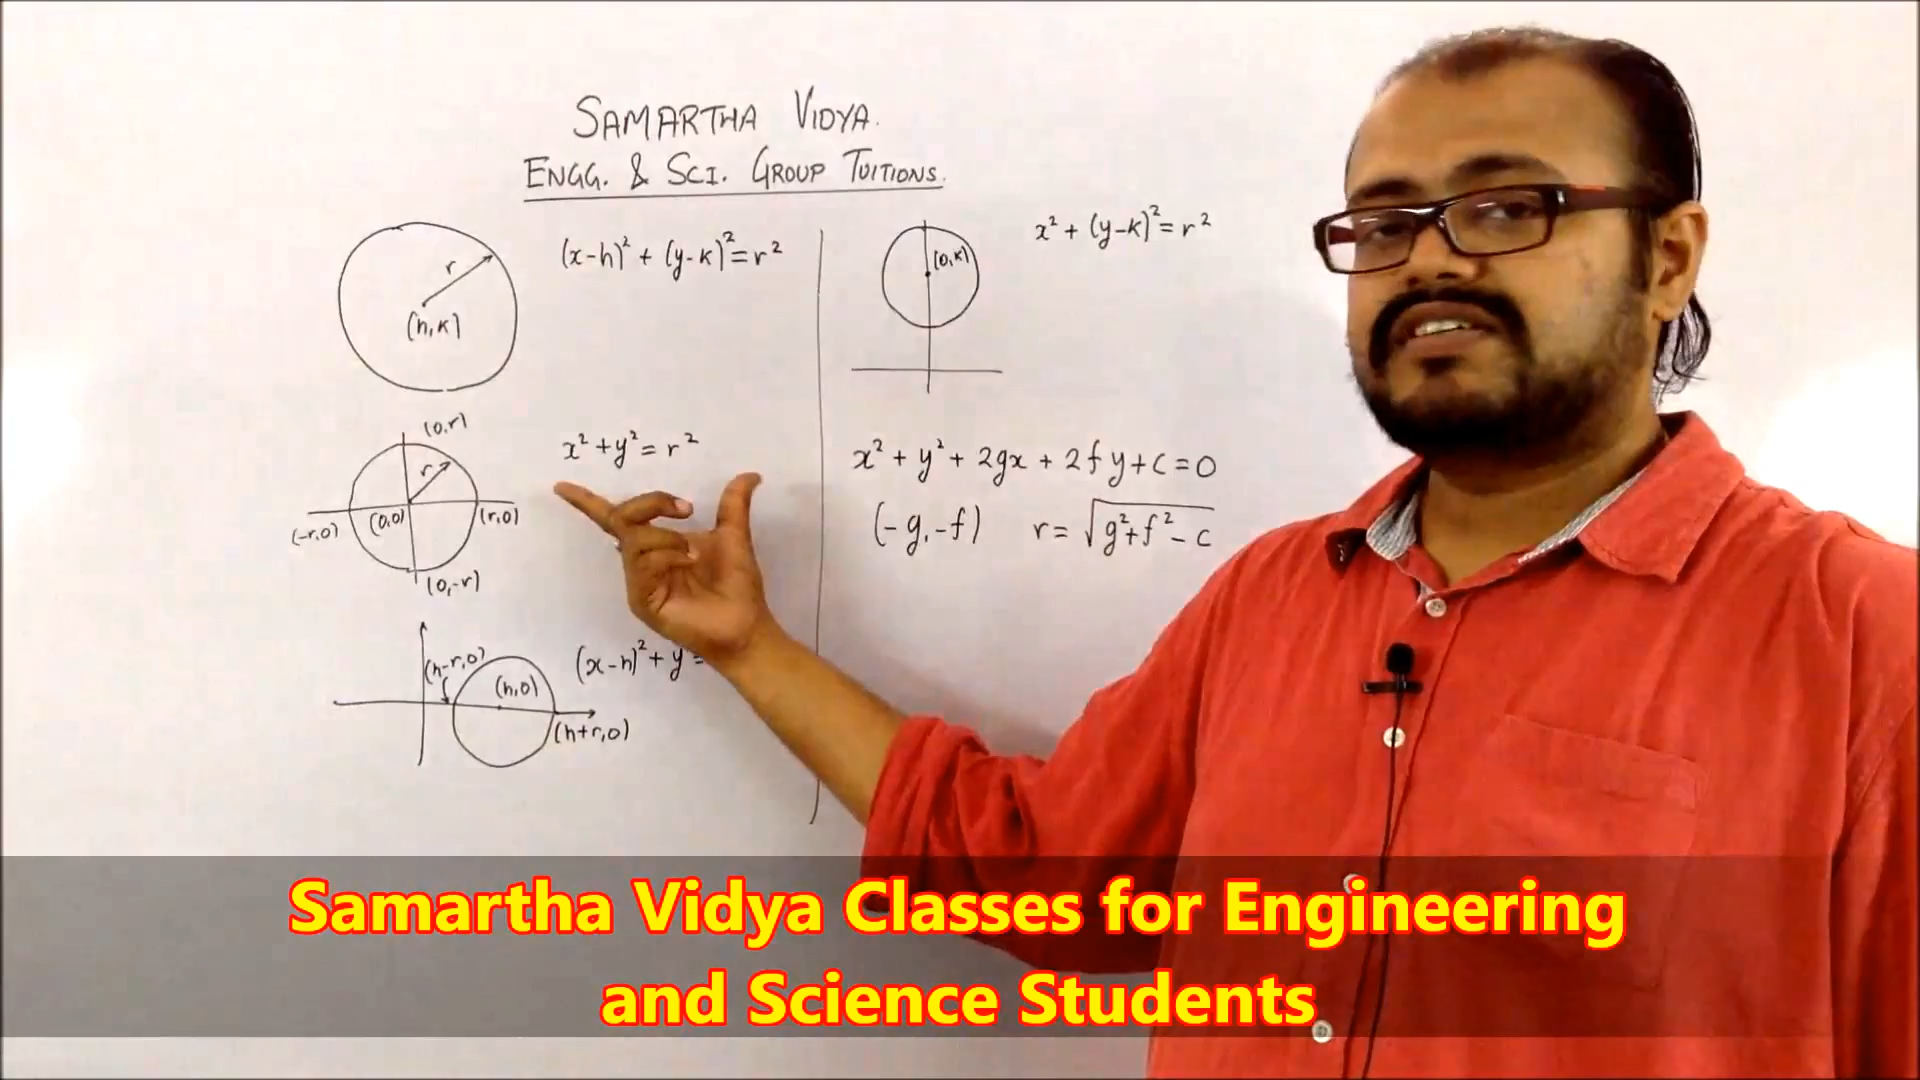 SAMARTHA VIDYA.
ENGG. & SCI. GROUP TUITIONS.
r
(h,k)
(x-h)²+(y-k)²=r²
(0,r)
r
(-r,0)
(0,0)
(r,0)
(0,-r)
x²+y²=r²
(h-r,0)
(h,0)
(h+r,0)
(x-h)²+y=
(0,k)
x²+(y-k)²=r²
x²+y²+2gx+2fy+c=0
(-g,-f) r=√g²+f²-c
Samartha Vidya Classes for Engineering
and Science Students